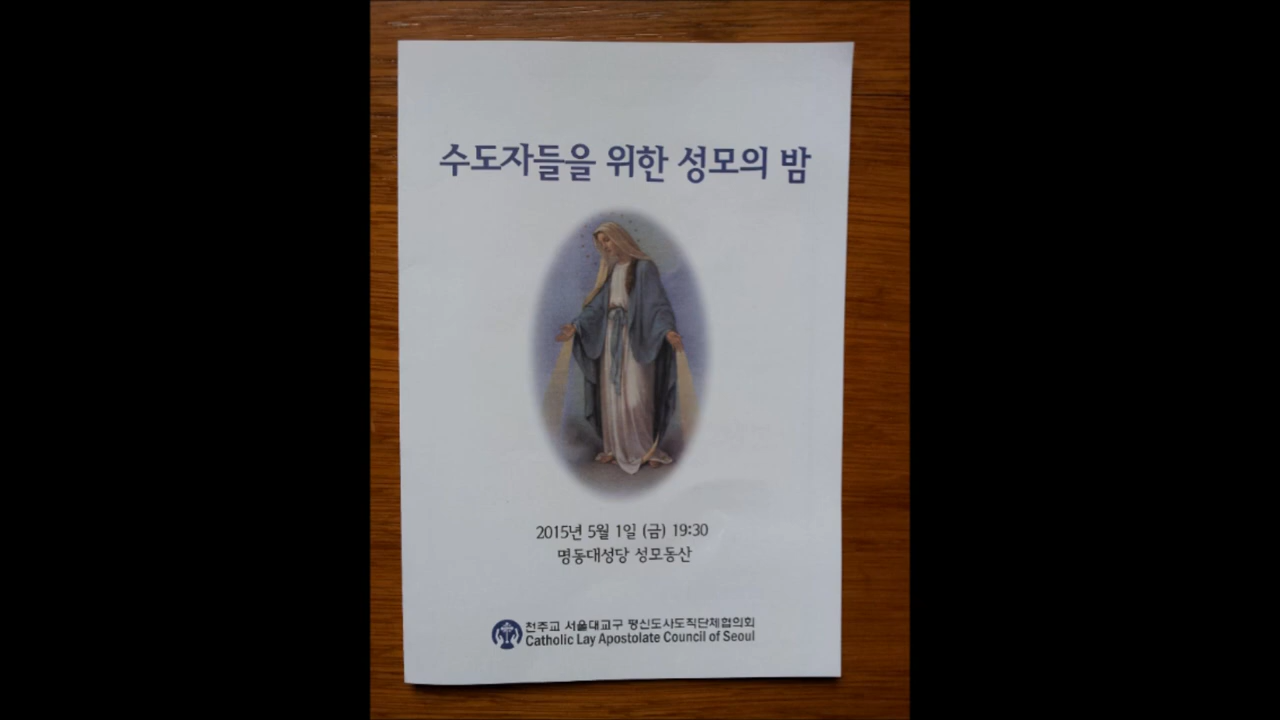 수도자들을 위한 성모의 밤
2015년 5월 1일 (금) 19:30
명동대성당 성모동산
천주교 서울대교구 평신도사도직단체협의회
Catholic Lay Apostolate Council of Seoul